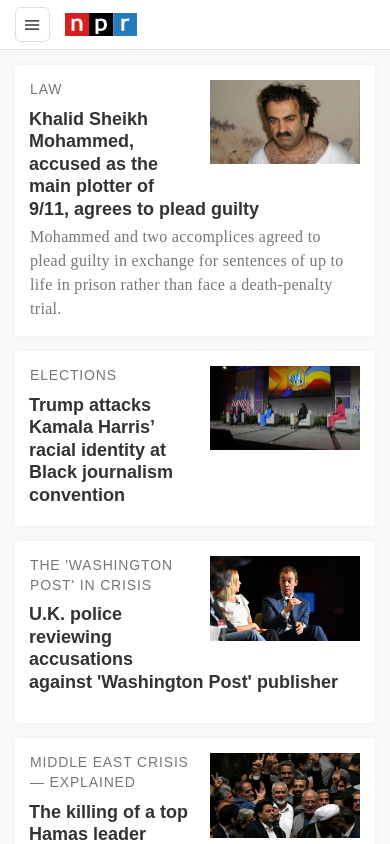 npr
LAW
Khalid Sheikh
Mohammed,
accused as the
main plotter of
9/11, agrees to plead guilty
Mohammed and two accomplices agreed to
plead guilty in exchange for sentences of up to
life in prison rather than face a death-penalty
trial.
ELECTIONS
Trump attacks
Kamala Harris’
racial identity at
Black journalism
convention
THE 'WASHINGTON
POST' IN CRISIS
U.K. police
reviewing
accusations
against 'Washington Post' publisher
MIDDLE EAST CRISIS
— EXPLAINED
The killing of a top
Hamas leader